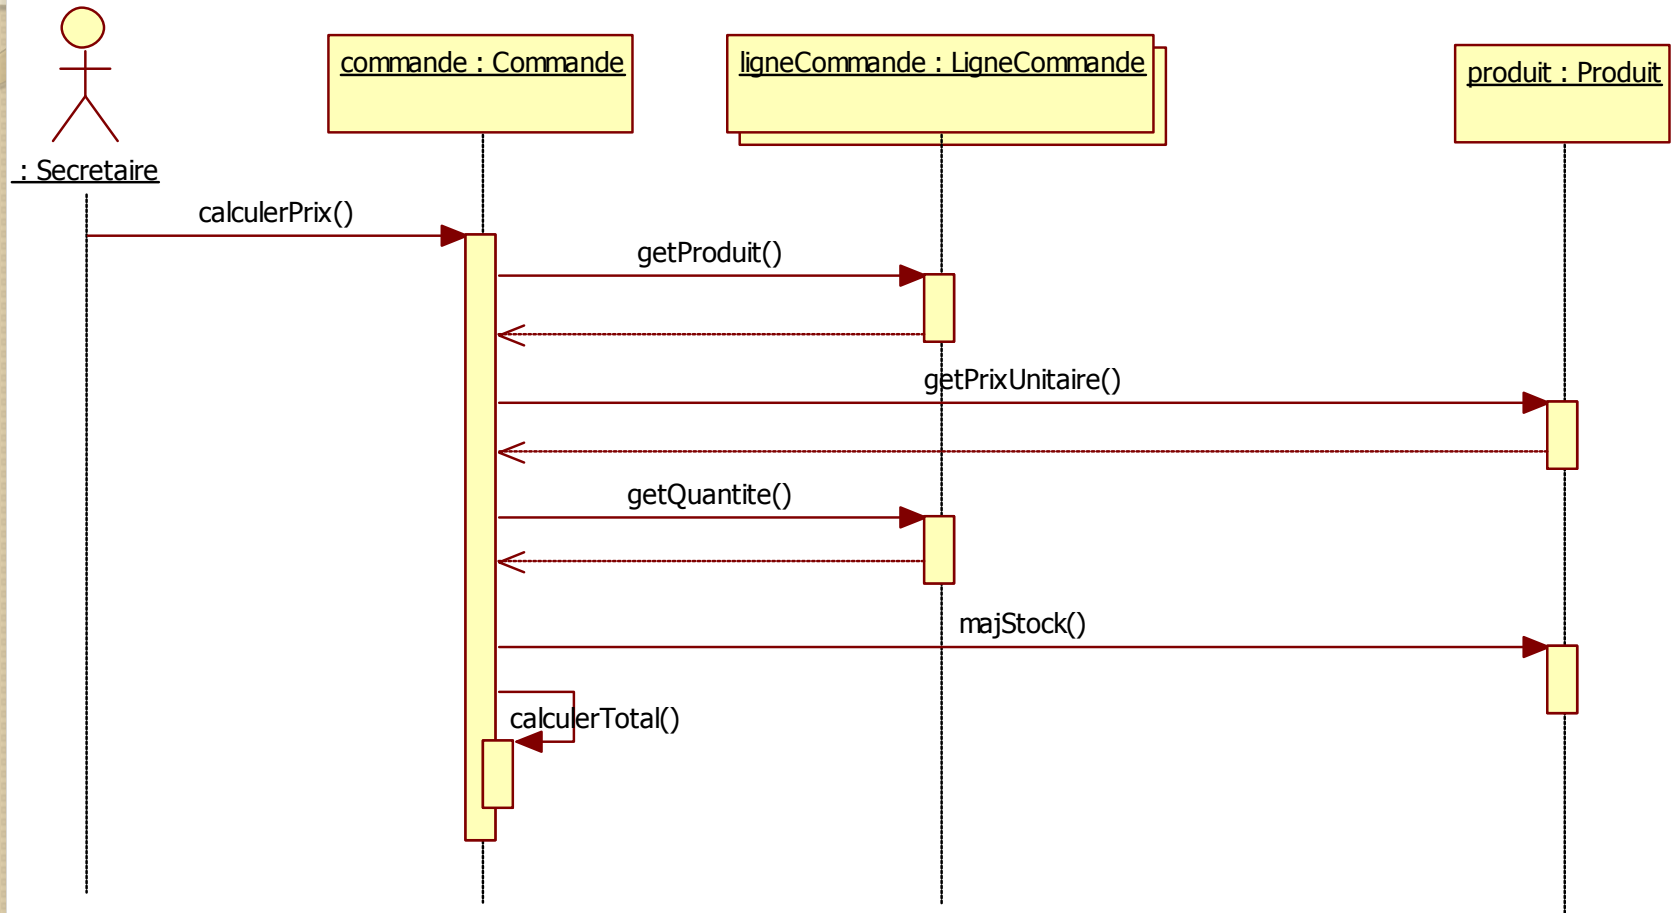 commande : Commande
ligneCommande : LigneCommande
produit : Produit
: Secretaire
calculerPrix()
getProduit()
getPrixUnitaire()
getQuantite()
majStock()
calculerTotal()